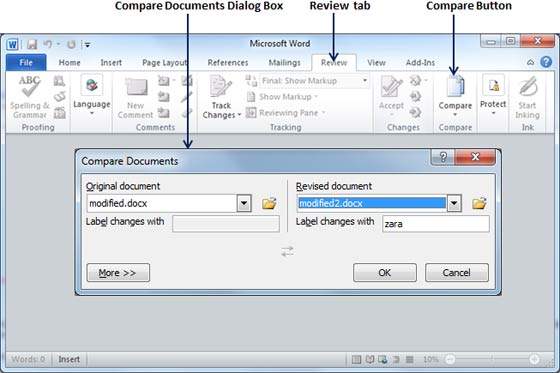 Compare Documents Dialog Box Review tab Compare Button
Microsoft Word
File Home Insert Page Layout References Mailings Review View Add-Ins
ABC
Spelling & Grammar
Proofing
Language
New Comment
Comments
Track Changes
Final: Show Markup
Show Markup
Reviewing Pane
Tracking
Accept
Changes
Compare
Compare
Protect
Start Inking
Ink
Compare Documents
Original document Revised document
modified.docx modified2.docx
Label changes with Label changes with zara
More >> OK Cancel
Words: 0 Insert 10%